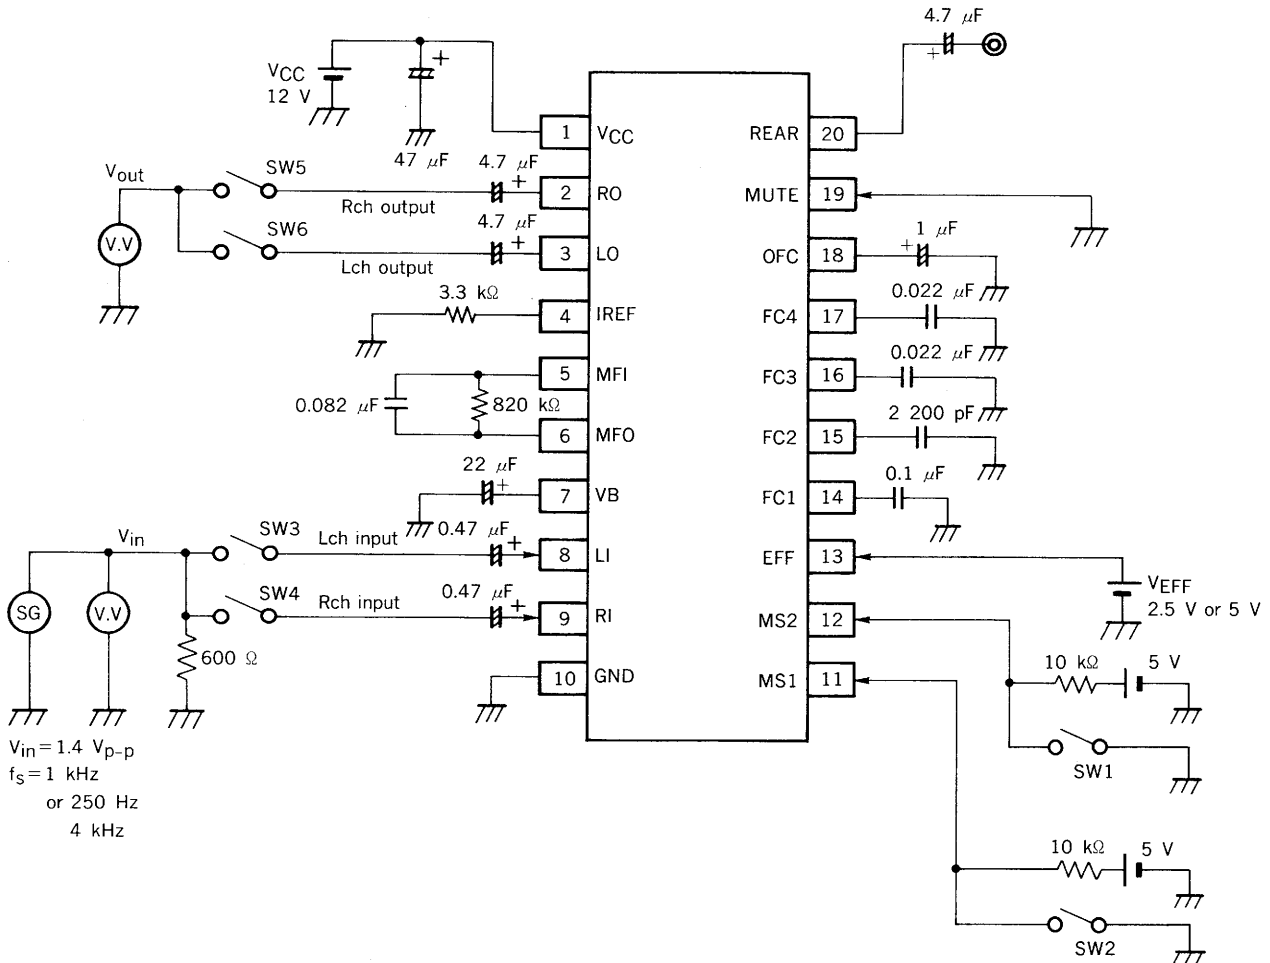 4.7 μF
VCC
12 V
47 μF
1
VCC
REAR
20
Vout
SW5
4.7 μF
+
Rch output
2
RO
MUTE
19
SW6
4.7 μF
V.V
Lch output
3
LO
OFC
18
1 μF
3.3 kΩ
4
IREF
FC4
17
0.022 μF
5
MFI
FC3
16
0.022 μF
0.082 μF
820 kΩ
6
MFO
FC2
15
2 200 pF
22 μF
7
VB
FC1
14
0.1 μF
Vin
SW3
Lch input
0.47 μF
8
LI
EFF
13
VEFF
2.5 V or 5 V
SG
V.V
SW4
Rch input
0.47 μF
9
RI
MS2
12
600 Ω
10
GND
MS1
11
10 kΩ
5 V
SW1
Vin=1.4 Vp-p
fs=1 kHz
or 250 Hz
4 kHz
10 kΩ
5 V
SW2